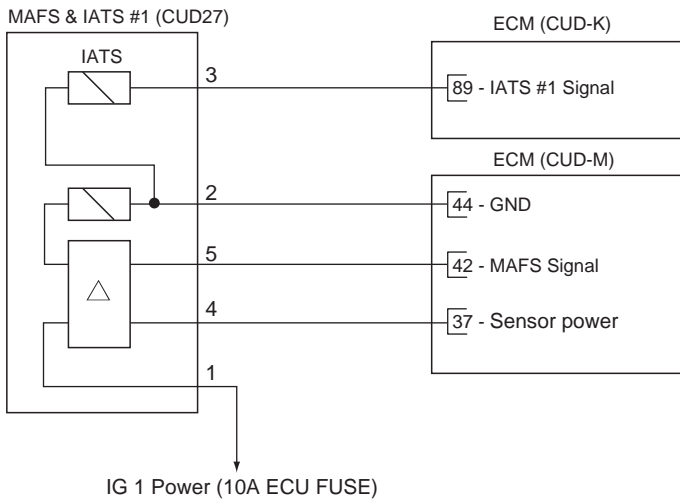 MAFS & IATS #1 (CUD27)
ECM (CUD-K)
IATS
3
89 - IATS #1 Signal
ECM (CUD-M)
2
44 - GND
5
42 - MAFS Signal
4
37 - Sensor power
1
IG 1 Power (10A ECU FUSE)